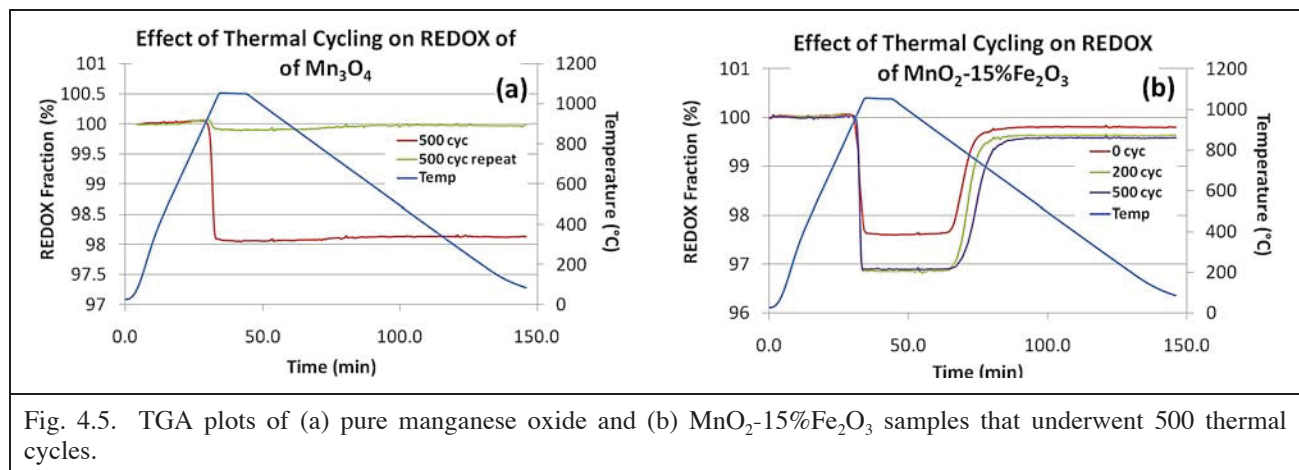 Effect of Thermal Cycling on REDOX of
of Mn₃O₄
(a)
101
100.5
100
99.5
99
98.5
98
97.5
97
REDOX Fraction (%)
1200
1000
800
600
400
200
0
Temperature (°C)
500 cyc
500 cyc repeat
Temp
0.0
50.0
100.0
150.0
Time (min)
Effect of Thermal Cycling on REDOX
of MnO₂-15%Fe₂O₃
(b)
101
100
99
98
97
96
REDOX Fraction (%)
1200
1000
800
600
400
200
0
Temperature (°C)
0 cyc
200 cyc
500 cyc
Temp
0.0
50.0
100.0
150.0
Time (min)
Fig. 4.5. TGA plots of (a) pure manganese oxide and (b) MnO₂-15%Fe₂O₃ samples that underwent 500 thermal
cycles.